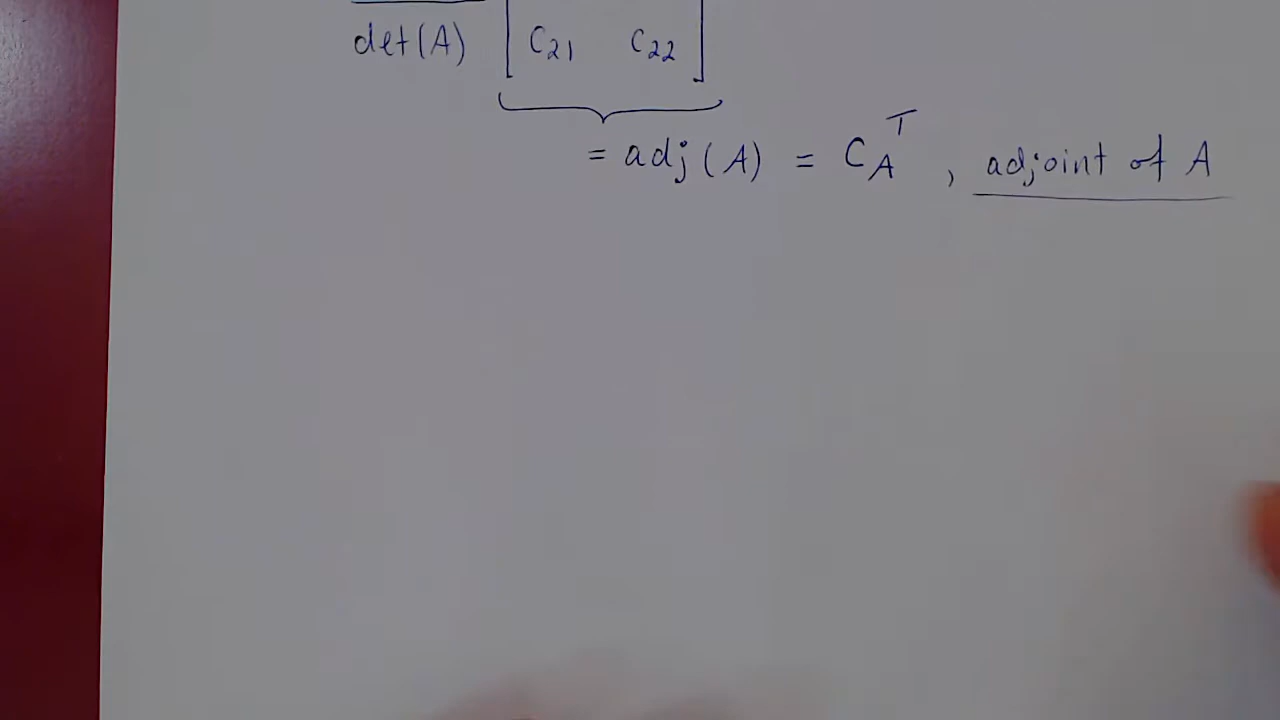 det(A) [ C21 C22 ]
= adj(A) = C_A^T , adjoint of A